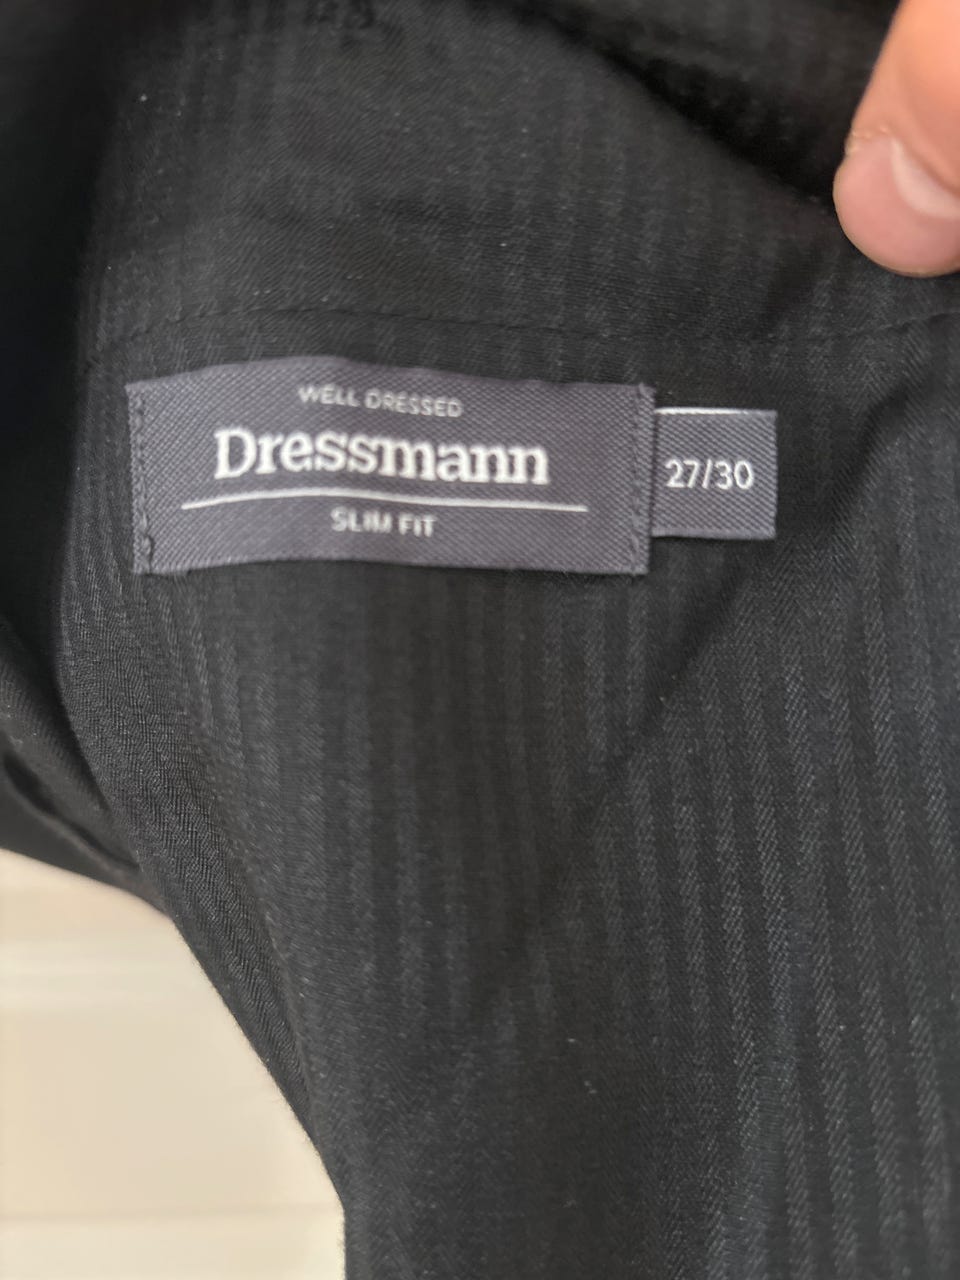 WELL DRESSED
Dressmann
SLIM FIT
27/30